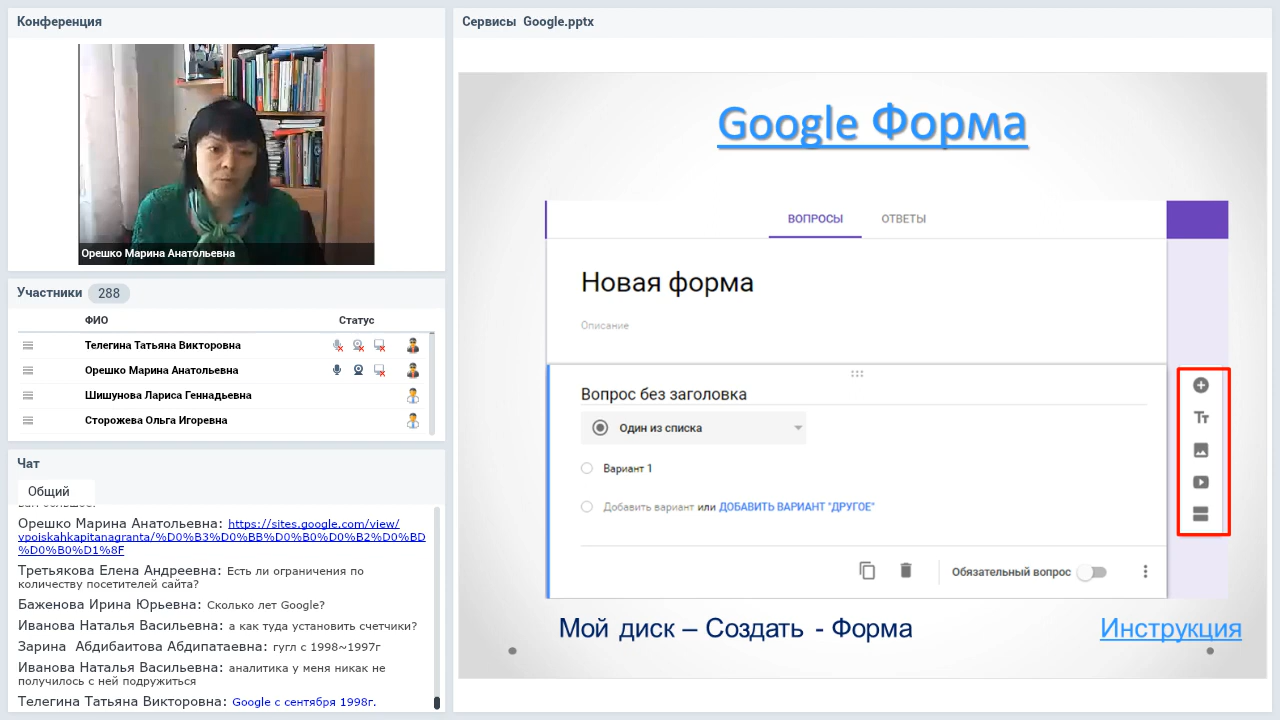 Конференция
Орешко Марина Анатольевна
Участники 288
ФИО Статус
Телегина Татьяна Викторовна
Орешко Марина Анатольевна
Шишунова Лариса Геннадьевна
Сторожева Ольга Игоревна
Чат
Общий
Орешко Марина Анатольевна: https://sites.google.com/view/
vpoiskahkapitanagranta/%D0%B3%D0%BB%D0%B0%D0%B2%D0%BD
%D0%B0%D1%8F
Третьякова Елена Андреевна: Есть ли ограничения по
количеству посетителей сайта?
Баженова Ирина Юрьевна: Сколько лет Google?
Иванова Наталья Васильевна: а как туда установить счетчики?
Зарина Абдибаитова Абдипатаевна: гугл с 1998~1997г
Иванова Наталья Васильевна: аналитика у меня никак не
получилось с ней подружиться
Телегина Татьяна Викторовна: Google с сентября 1998г.
Сервисы Google.pptx
Google Форма
ВОПРОСЫ ОТВЕТЫ
Новая форма
Описание
Вопрос без заголовка
Один из списка
Вариант 1
Добавить вариант или ДОБАВИТЬ ВАРИАНТ "ДРУГОЕ"
Обязательный вопрос
Tт
Мой диск – Создать - Форма
Инструкция